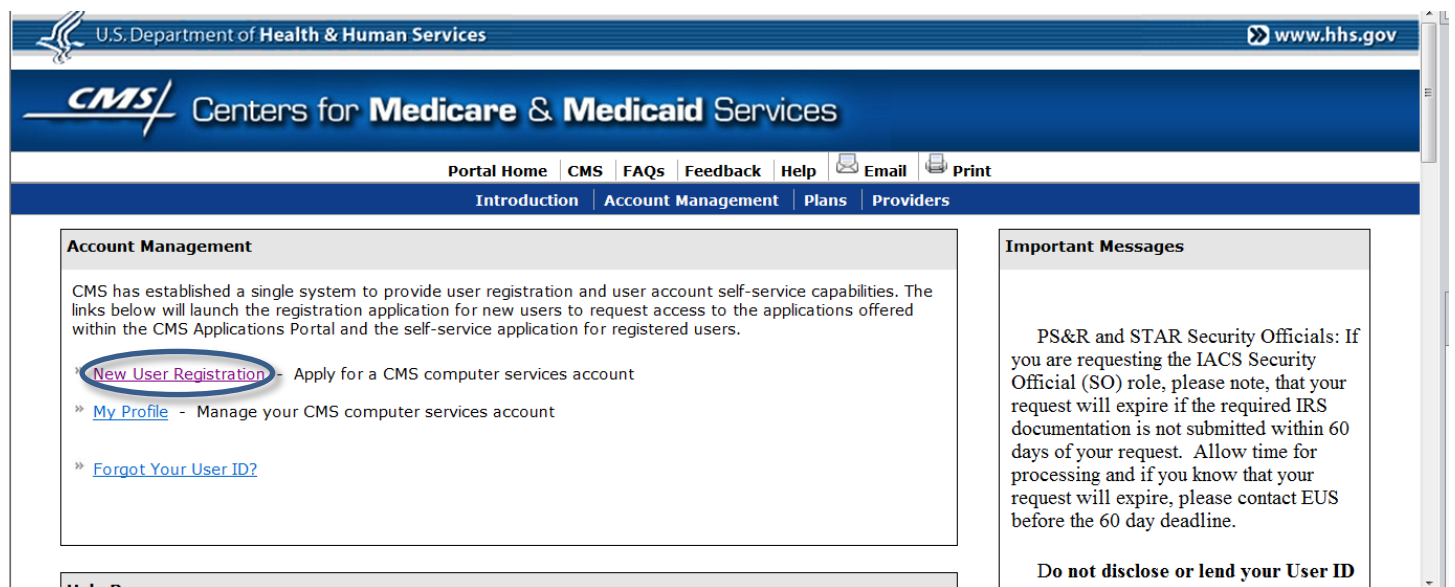 U.S. Department of Health & Human Services
www.hhs.gov
CMS
Centers for Medicare & Medicaid Services
Portal Home CMS FAQs Feedback Help Email Print
Introduction Account Management Plans Providers
Account Management
CMS has established a single system to provide user registration and user account self-service capabilities. The
links below will launch the registration application for new users to request access to the applications offered
within the CMS Applications Portal and the self-service application for registered users.
» New User Registration - Apply for a CMS computer services account
» My Profile - Manage your CMS computer services account
» Forgot Your User ID?
Important Messages
PS&R and STAR Security Officials: If
you are requesting the IACS Security
Official (SO) role, please note, that your
request will expire if the required IRS
documentation is not submitted within 60
days of your request. Allow time for
processing and if you know that your
request will expire, please contact EUS
before the 60 day deadline.
Do not disclose or lend your User ID